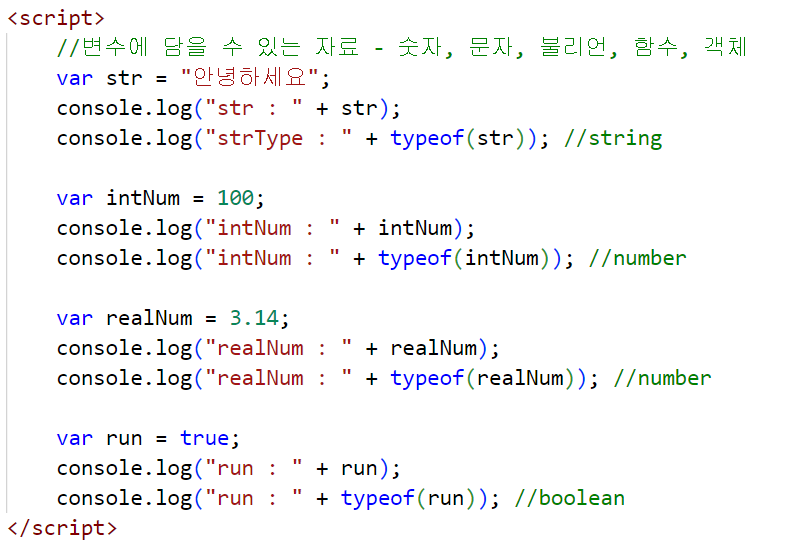 <script>
//변수에 담을 수 있는 자료 - 숫자, 문자, 불리언, 함수, 객체
var str = "안녕하세요";
console.log("str : " + str);
console.log("strType : " + typeof(str)); //string
var intNum = 100;
console.log("intNum : " + intNum);
console.log("intNum : " + typeof(intNum)); //number
var realNum = 3.14;
console.log("realNum : " + realNum);
console.log("realNum : " + typeof(realNum)); //number
var run = true;
console.log("run : " + run);
console.log("run : " + typeof(run)); //boolean
</script>